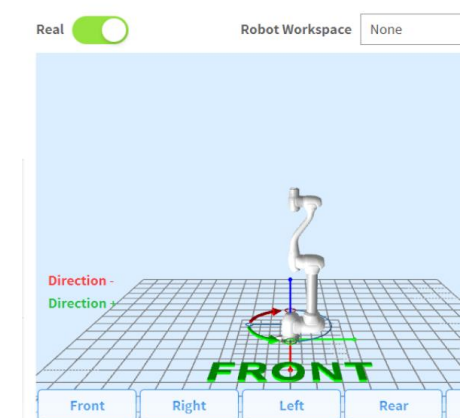 Real
Robot Workspace
None
Direction -
Direction +
FRONT
Front
Right
Left
Rear